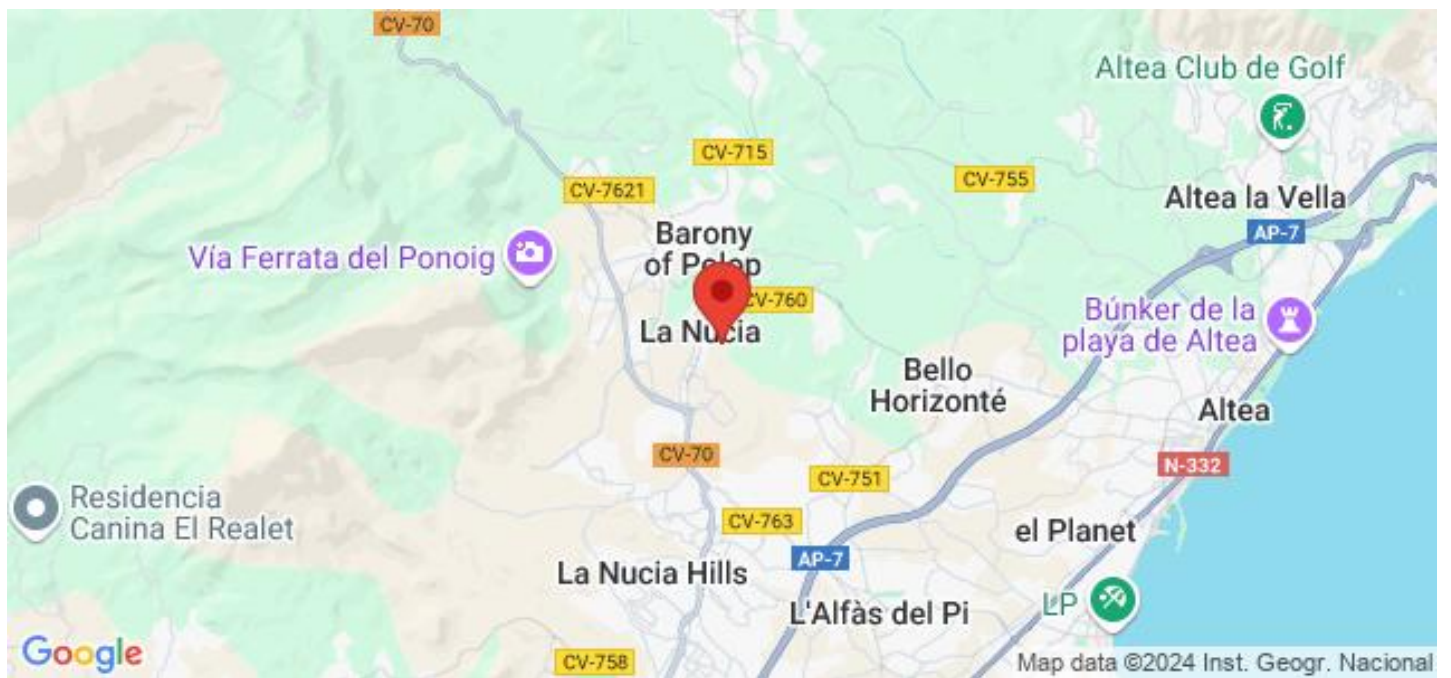 CV-70
Altea Club de Golf
CV-715
CV-755
CV-7621
Altea la Vella
Barony
of Polop
AP-7
Vía Ferrata del Ponoig
CV-760
Búnker de la
playa de Altea
La Nucia
Bello
Horizonté
Altea
CV-70
N-332
CV-751
Residencia
Canina El Realet
CV-763
el Planet
AP-7
La Nucia Hills
L'Alfàs del Pi
LP
Google
CV-758
Map data ©2024 Inst. Geogr. Nacional